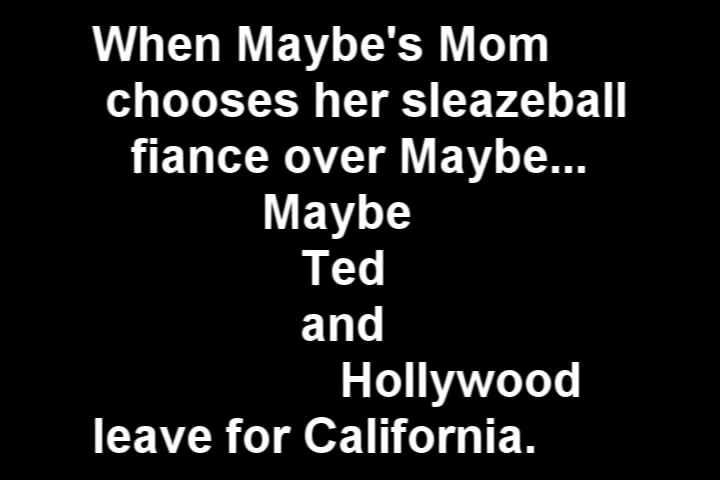 When Maybe's Mom
chooses her sleazeball
fiance over Maybe...
Maybe
Ted
and
Hollywood
leave for California.